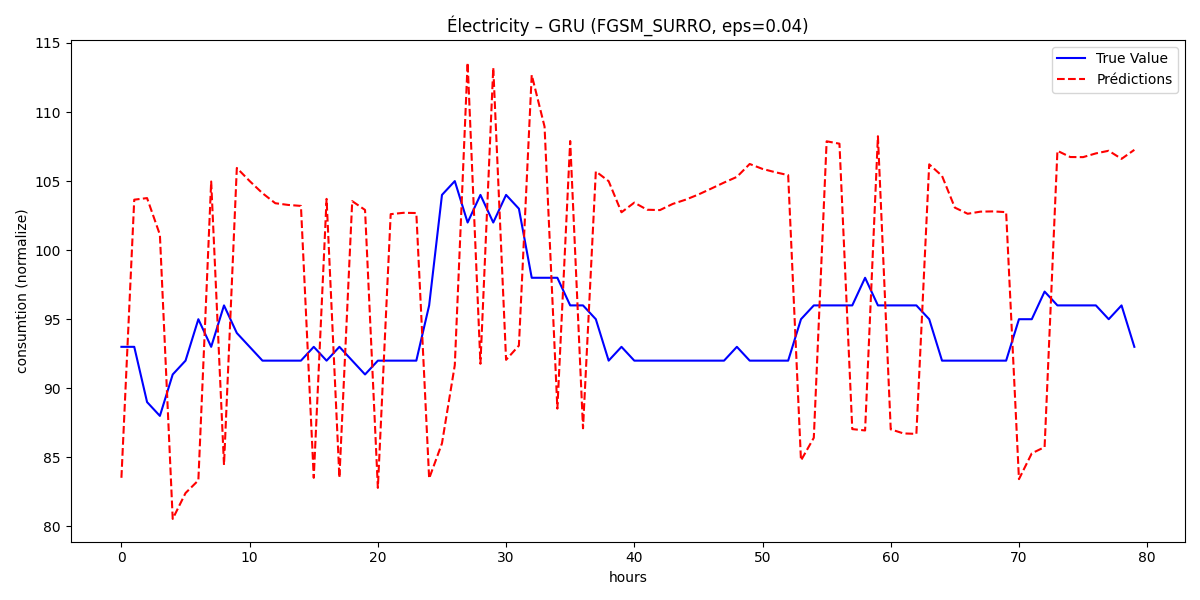 Électricity – GRU (FGSM_SURRO, eps=0.04)
True Value
Prédictions
consumtion (normalize)
115
110
105
100
95
90
85
80
0 10 20 30 40 50 60 70 80
hours